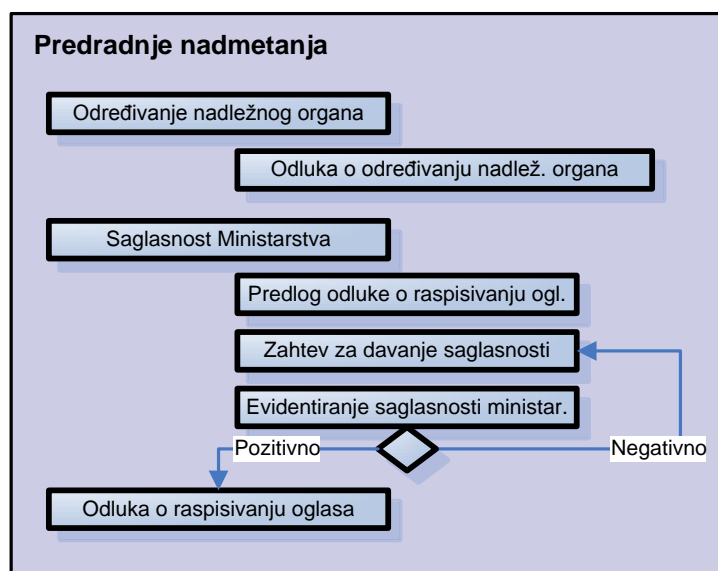 Predradnje nadmetanja
Određivanje nadležnog organa
Odluka o određivanju nadlež. organa
Saglasnost Ministarstva
Predlog odluke o raspisivanju ogl.
Zahtev za davanje saglasnosti
Evidentiranje saglasnosti ministar.
Pozitivno
Negativno
Odluka o raspisivanju oglasa